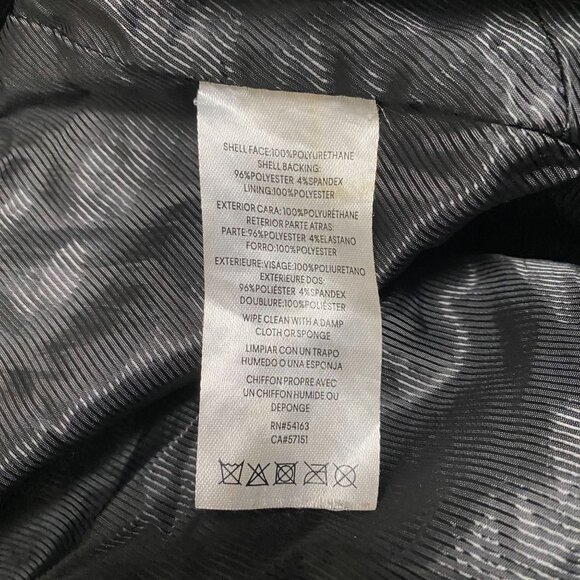 SHELL FACE:100%POLYURETHANE
SHELL BACKING:
96%POLYESTER 4%SPANDEX
LINING:100%POLYESTER
EXTERIOR CARA:100%POLYURÉTHANE
RETERIOR PARTE ATRAS:
PARTE:96%POLYESTER 4%ELASTANO
FORRO:100%POLYESTER
EXTERIEURE:VISAGE:100%POLIURETANO
EXTERIEURE DOS:
96%POLIÉSTER 4%SPANDEX
DOUBLURE:100%POLIÉSTER
WIPE CLEAN WITH A DAMP
CLOTH OR SPONGE
LIMPIAR CON UN TRAPO
HUMEDO O UNA ESPONJA
CHIFFON PROPRE AVEC
UN CHIFFON HUMIDE OU
DEPONGE
RN#54163
CA#57151